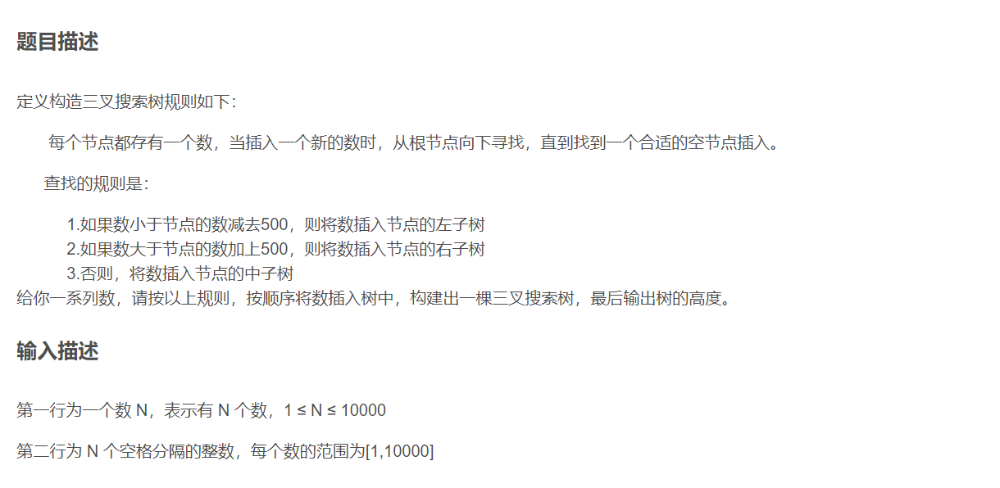 题目描述
定义构造三叉搜索树规则如下：
每个节点都存有一个数，当插入一个新的数时，从根节点向下寻找，直到找到一个合适的空节点插入。
查找的规则是：
1.如果数小于节点的数减去500，则将数插入节点的左子树
2.如果数大于节点的数加上500，则将数插入节点的右子树
3.否则，将数插入节点的中子树
给你一系列数，请按以上规则，按顺序将数插入树中，构建出一棵三叉搜索树，最后输出树的高度。
输入描述
第一行为一个数 N，表示有 N 个数，1 ≤ N ≤ 10000
第二行为 N 个空格分隔的整数，每个数的范围为[1,10000]